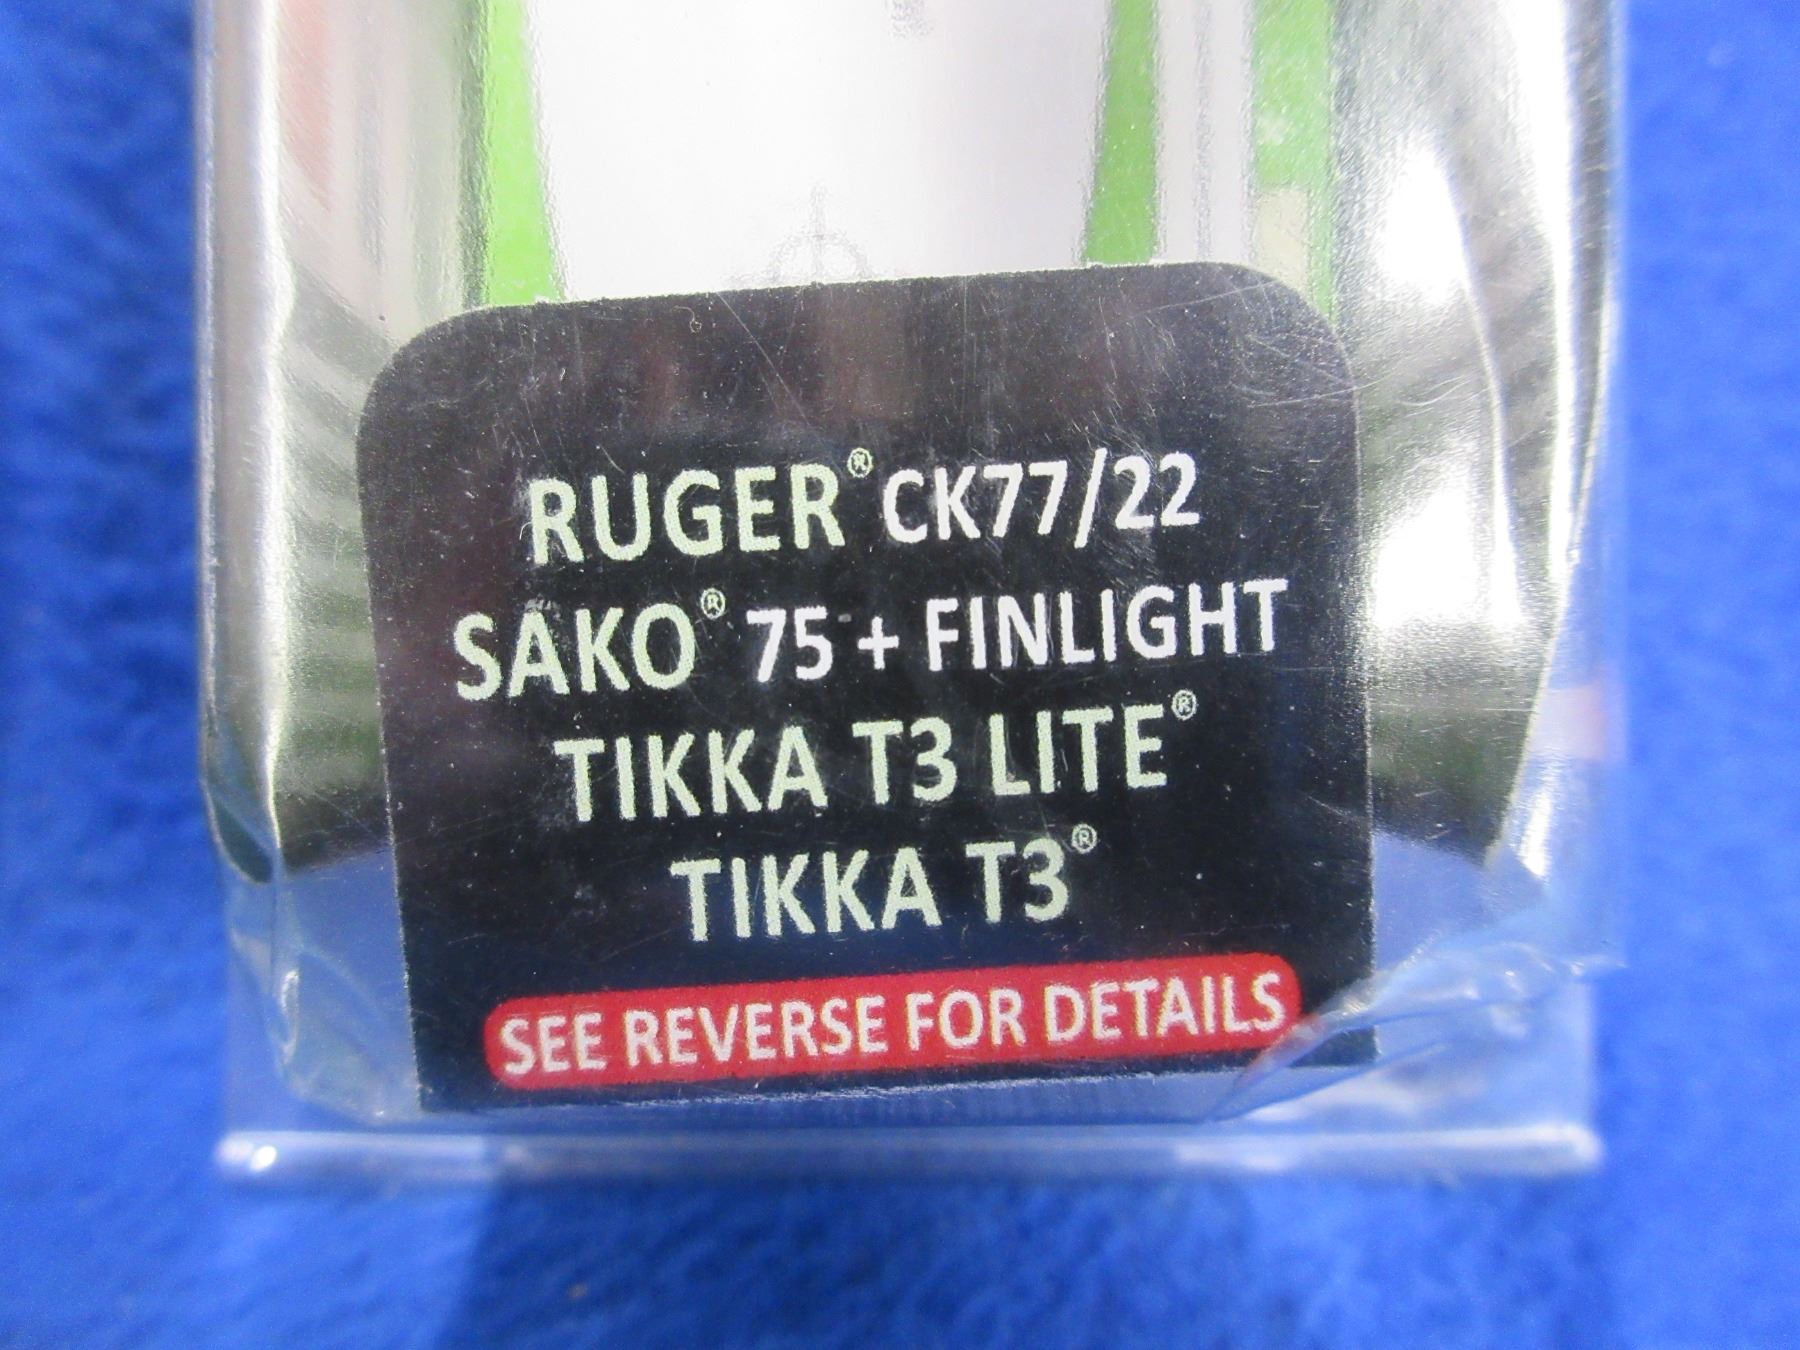 RUGER® CK77/22
SAKO® 75 + FINLIGHT
TIKKA T3 LITE®
TIKKA T3®
SEE REVERSE FOR DETAILS